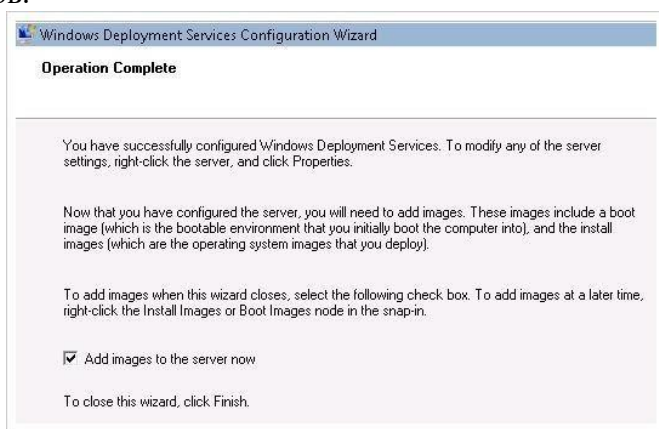 ов.
Windows Deployment Services Configuration Wizard
Operation Complete
You have successfully configured Windows Deployment Services. To modify any of the server
settings, right-click the server, and click Properties.
Now that you have configured the server, you will need to add images. These images include a boot
image (which is the bootable environment that you initially boot the computer into), and the install
images (which are the operating system images that you deploy).
To add images when this wizard closes, select the following check box. To add images at a later time,
right-click the Install Images or Boot Images node in the snap-in.
Add images to the server now
To close this wizard, click Finish.